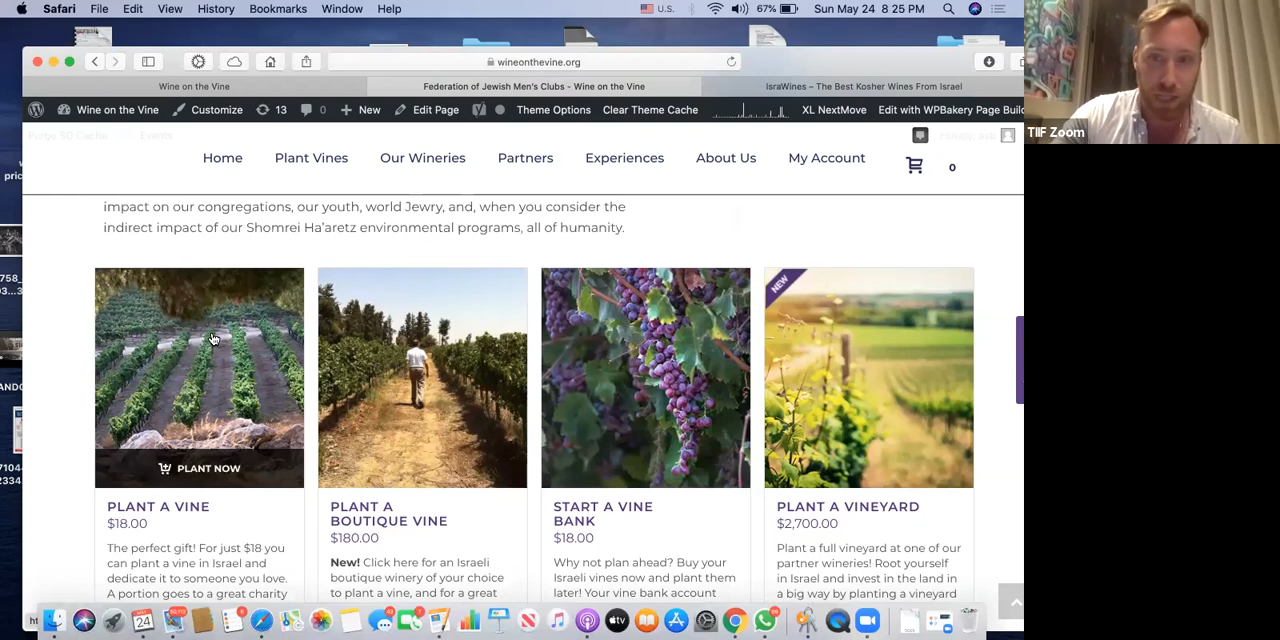 Safari File Edit View History Bookmarks Window Help U.S. 67% Sun May 24 8:25 PM
wineonthevine.org
Wine on the Vine Federation of Jewish Men's Clubs - Wine on the Vine IsraWines – The Best Kosher Wines From Israel
Wine on the Vine Customize 13 0 New Edit Page Theme Options Clear Theme Cache XL NextMove Edit with WPBakery Page Build
Purge SG Cache Events
TIIF Zoom
Home Plant Vines Our Wineries Partners Experiences About Us My Account 0
impact on our congregations, our youth, world Jewry, and, when you consider the
indirect impact of our Shomrei Ha'aretz environmental programs, all of humanity.
NEW
PLANT NOW
PLANT A VINE
$18.00
The perfect gift! For just $18 you
can plant a vine in Israel and
dedicate it to someone you love.
A portion goes to a great charity
PLANT A
BOUTIQUE VINE
$180.00
New! Click here for an Israeli
boutique winery of your choice
to plant a vine, and for a great
START A VINE
BANK
$18.00
Why not plan ahead? Buy your
Israeli vines now and plant them
later! Your vine bank account
PLANT A VINEYARD
$2,700.00
Plant a full vineyard at one of our
partner wineries! Root yourself
in Israel and invest in the land in
a big way by planting a vineyard